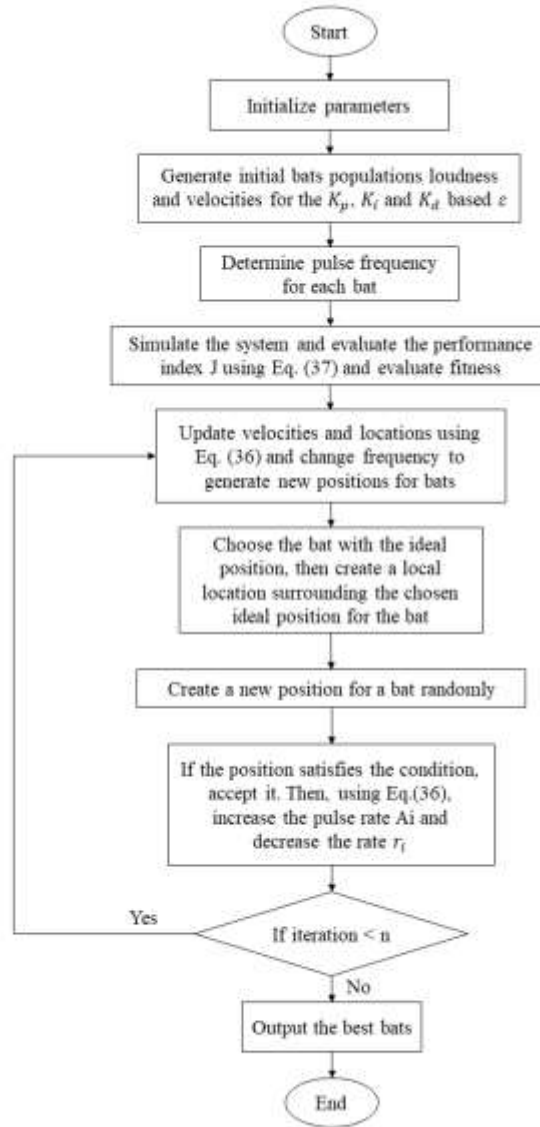 Start
Initialize parameters
Generate initial bats populations loudness
and velocities for the K_p, K_i and K_d based ε
Determine pulse frequency
for each bat
Simulate the system and evaluate the performance
index J using Eq. (37) and evaluate fitness
Update velocities and locations using
Eq. (36) and change frequency to
generate new positions for bats
Choose the bat with the ideal
position, then create a local
location surrounding the chosen
ideal position for the bat
Create a new position for a bat randomly
If the position satisfies the condition,
accept it. Then, using Eq.(36),
increase the pulse rate Ai and
decrease the rate r_i
Yes
If iteration < n
No
Output the best bats
End